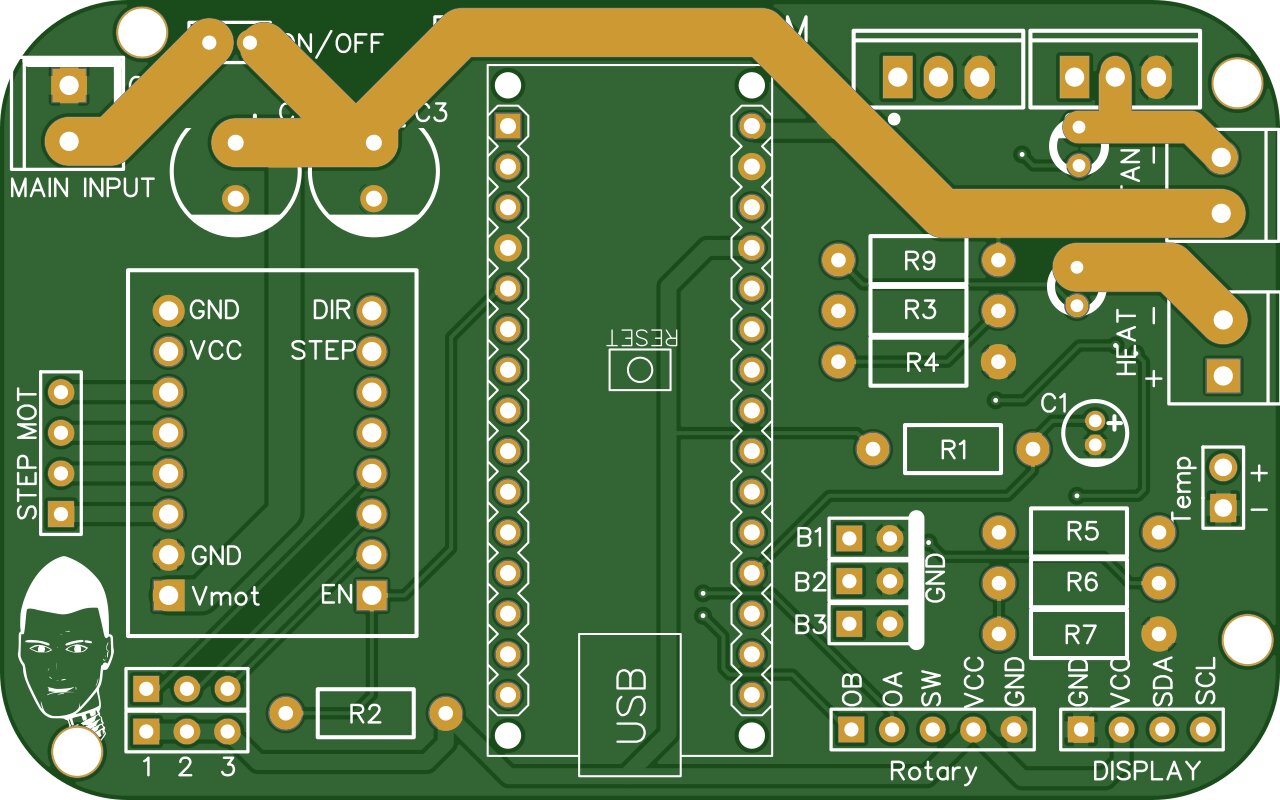 ON/OFF
M
C3
MAIN INPUT
AN −
R9
R3
R4
HEAT
− +
GND
VCC
DIR
STEP
STEP MOT
RESET
C1
+
R1
Temp
+
−
B1
B2
B3
GND
R5
R6
R7
GND
Vmot
EN
R2
USB
OB
OA
SW
VCC
GND
GND
VCC
SDA
SCL
1 2 3
Rotary
DISPLAY